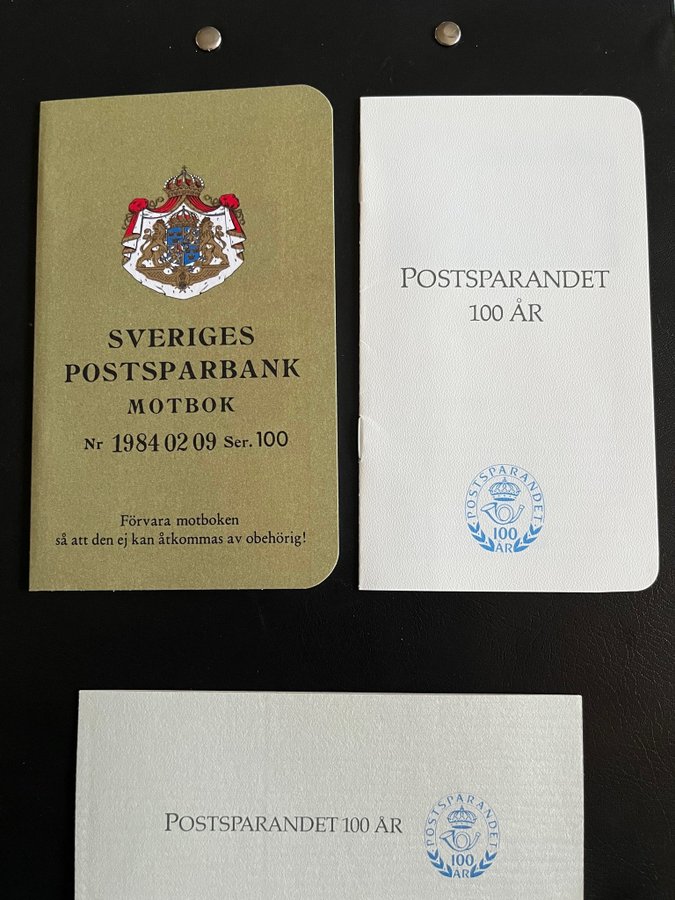 SVERIGES
POSTSPARBANK
MOTBOK
Nr 1984 02 09 Ser. 100
Förvara motboken
så att den ej kan åtkommas av obehörig!
POSTSPARANDET
100 ÅR
POSTSPARANDET
100
ÅR
POSTSPARANDET 100 ÅR
POSTSPARANDET
100
ÅR